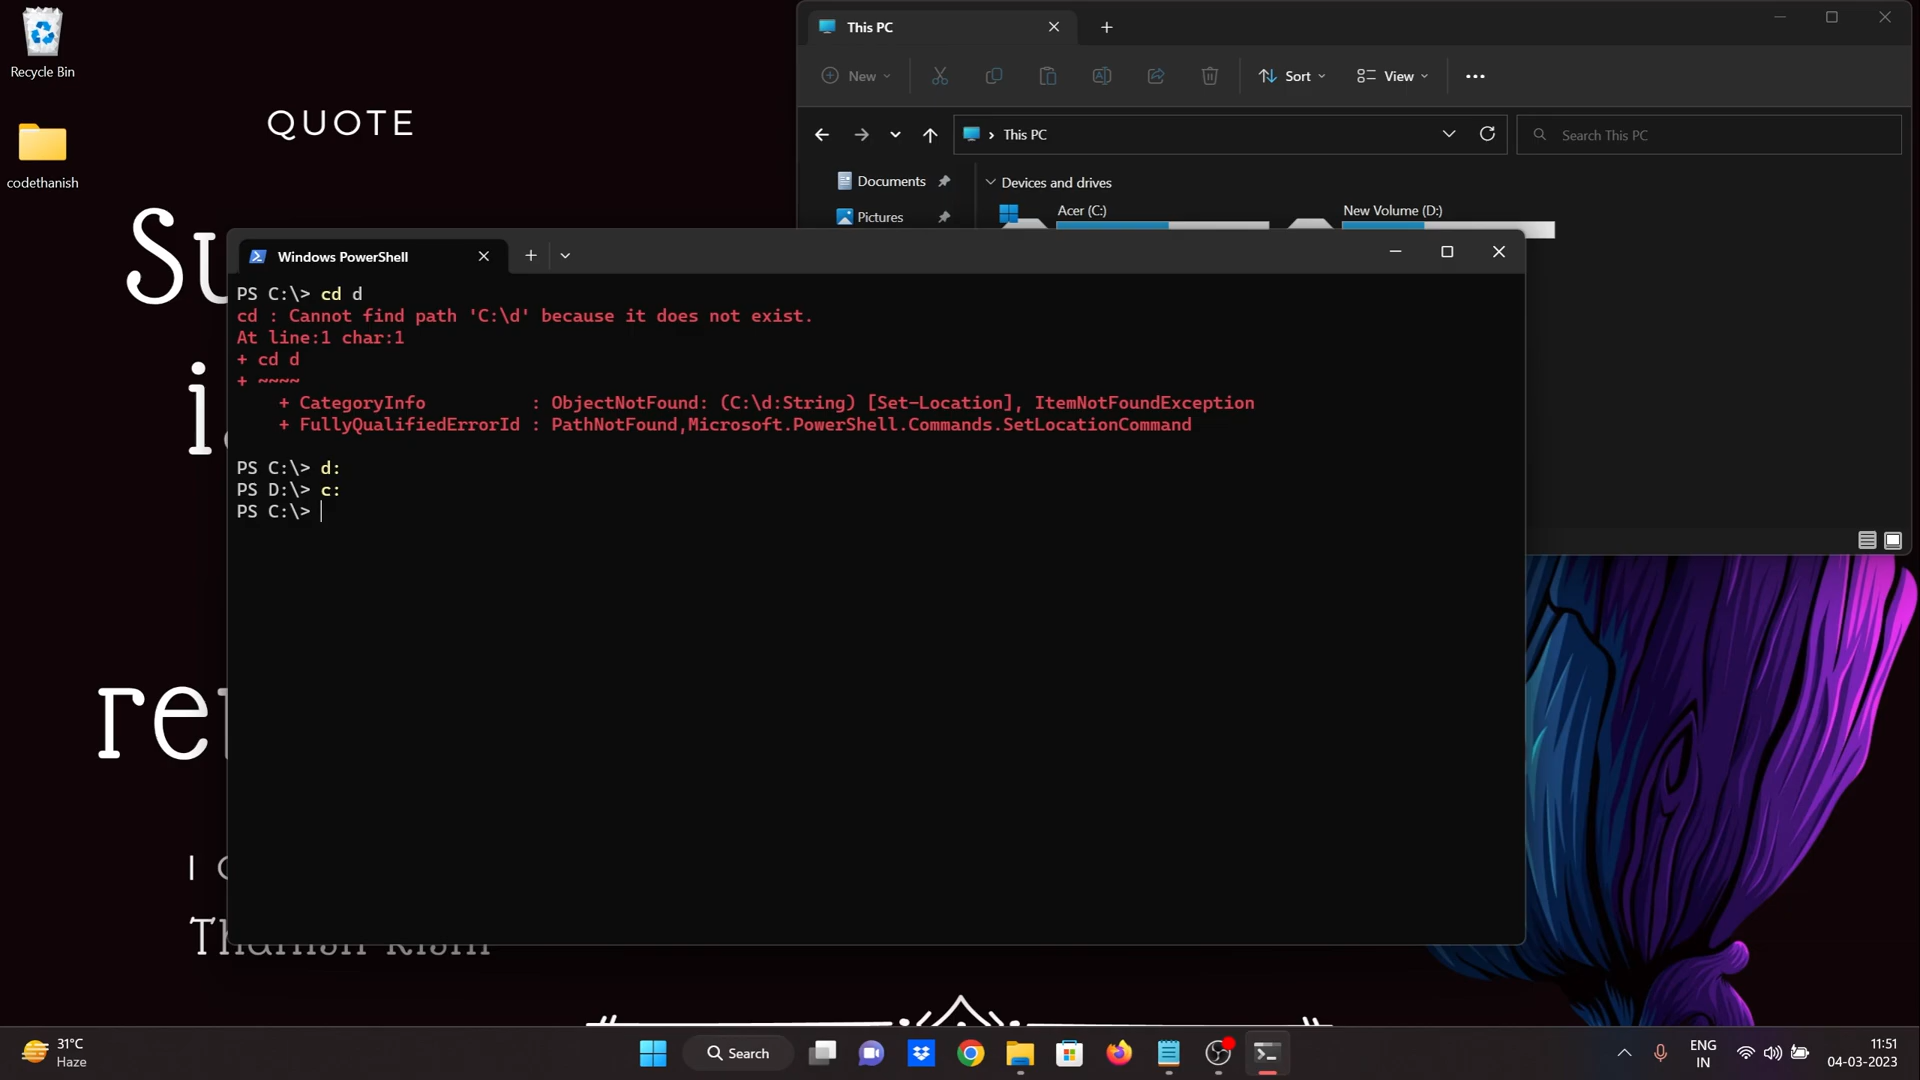 Recycle Bin
codethanish
QUOTE
This PC
New
Sort
View
This PC
Search This PC
Documents
Pictures
Devices and drives
Acer (C:)
New Volume (D:)
Windows PowerShell
PS C:\> cd d
cd : Cannot find path 'C:\d' because it does not exist.
At line:1 char:1
+ cd d
+ ~~~~
    + CategoryInfo          : ObjectNotFound: (C:\d:String) [Set-Location], ItemNotFoundException
    + FullyQualifiedErrorId : PathNotFound,Microsoft.PowerShell.Commands.SetLocationCommand
PS C:\> d:
PS D:\> c:
PS C:\>
31°C
Haze
Search
ENG
IN
11:51
04-03-2023